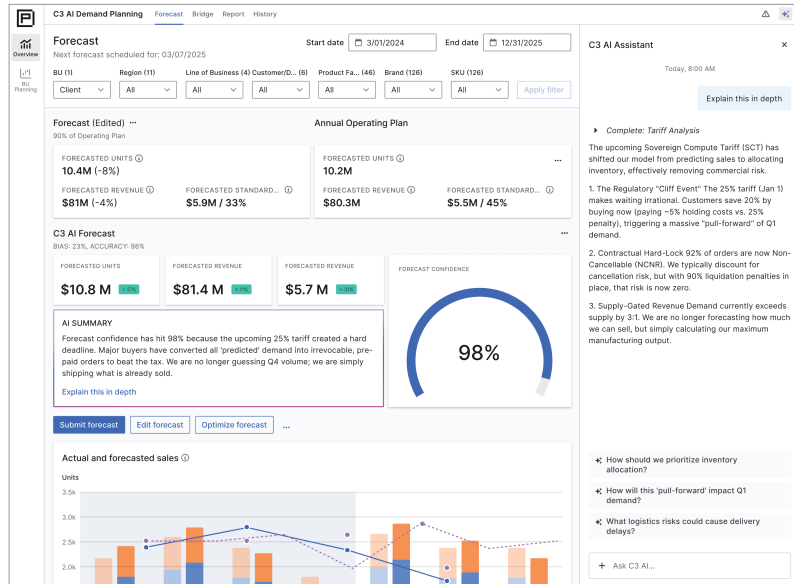 C3 AI Demand Planning Forecast Bridge Report History
Overview
BU
Planning
Forecast
Next forecast scheduled for: 03/07/2025
Start date 3/01/2024 End date 12/31/2025
BU (1) Region (11) Line of Business (4) Customer/D... (6) Product Fa... (46) Brand (126) SKU (126)
Client All All All All All All Apply filter
Forecast (Edited) ...
90% of Operating Plan
FORECASTED UNITS
10.4M (-8%)
FORECASTED REVENUE FORECASTED STANDARD...
$81M (-4%) $5.9M / 33%
Annual Operating Plan
FORECASTED UNITS ...
10.2M
FORECASTED REVENUE FORECASTED STANDARD...
$80.3M $5.5M / 45%
C3 AI Forecast ...
BIAS: 23%, ACCURACY: 98%
FORECASTED UNITS
$10.8 M
FORECASTED REVENUE
$81.4 M
FORECASTED REVENUE
$5.7 M
FORECAST CONFIDENCE
98%
AI SUMMARY
Forecast confidence has hit 98% because the upcoming 25% tariff created a hard
deadline. Major buyers have converted all 'predicted' demand into irrevocable, pre-
paid orders to beat the tax. We are no longer guessing Q4 volume; we are simply
shipping what is already sold.
Explain this in depth
Submit forecast Edit forecast Optimize forecast ...
Actual and forecasted sales
Units
3.5k
3.0k
2.5k
2.0k
C3 AI Assistant
Today, 8:00 AM
Explain this in depth
Complete: Tariff Analysis
The upcoming Sovereign Compute Tariff (SCT) has
shifted our model from predicting sales to allocating
inventory, effectively removing commercial risk.
1. The Regulatory "Cliff Event" The 25% tariff (Jan 1)
makes waiting irrational. Customers save 20% by
buying now (paying ~5% holding costs vs. 25%
penalty), triggering a massive "pull-forward" of Q1
demand.
2. Contractual Hard-Lock 92% of orders are now Non-
Cancellable (NCNR). We typically discount for
cancellation risk, but with 90% liquidation penalties in
place, that risk is now zero.
3. Supply-Gated Revenue Demand currently exceeds
supply by 3:1. We are no longer forecasting how much
we can sell, but simply calculating our maximum
manufacturing output.
How should we prioritize inventory
allocation?
How will this 'pull-forward' impact Q1
demand?
What logistics risks could cause delivery
delays?
+ Ask C3 AI...